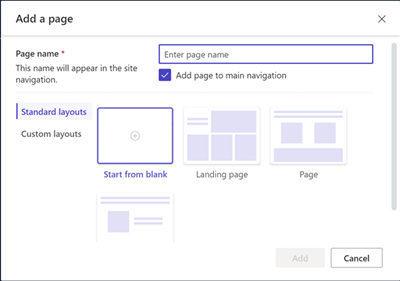 Add a page
Page name *
Enter page name
This name will appear in the site
navigation.
Add page to main navigation
Standard layouts
Custom layouts
Start from blank
Landing page
Page
Add
Cancel